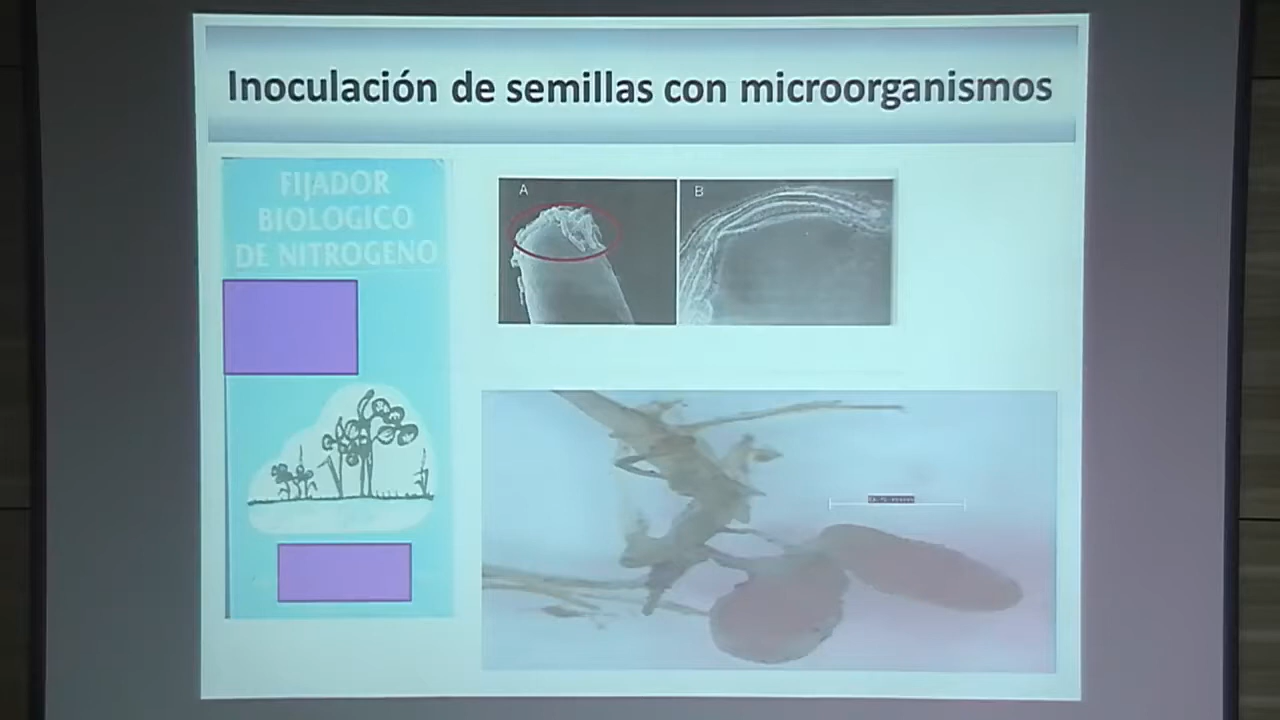 Inoculación de semillas con microorganismos
FIJADOR
BIOLOGICO
DE NITROGENO
A
B